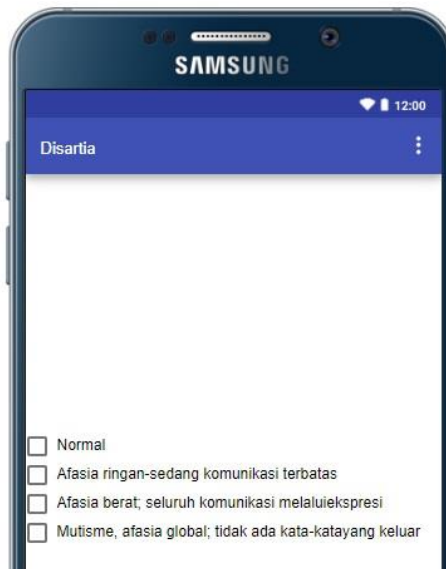 SAMSUNG
12:00
Disartia
Normal
Afasia ringan-sedang komunikasi terbatas
Afasia berat; seluruh komunikasi melaluiekspresi
Mutisme, afasia global; tidak ada kata-katayang keluar